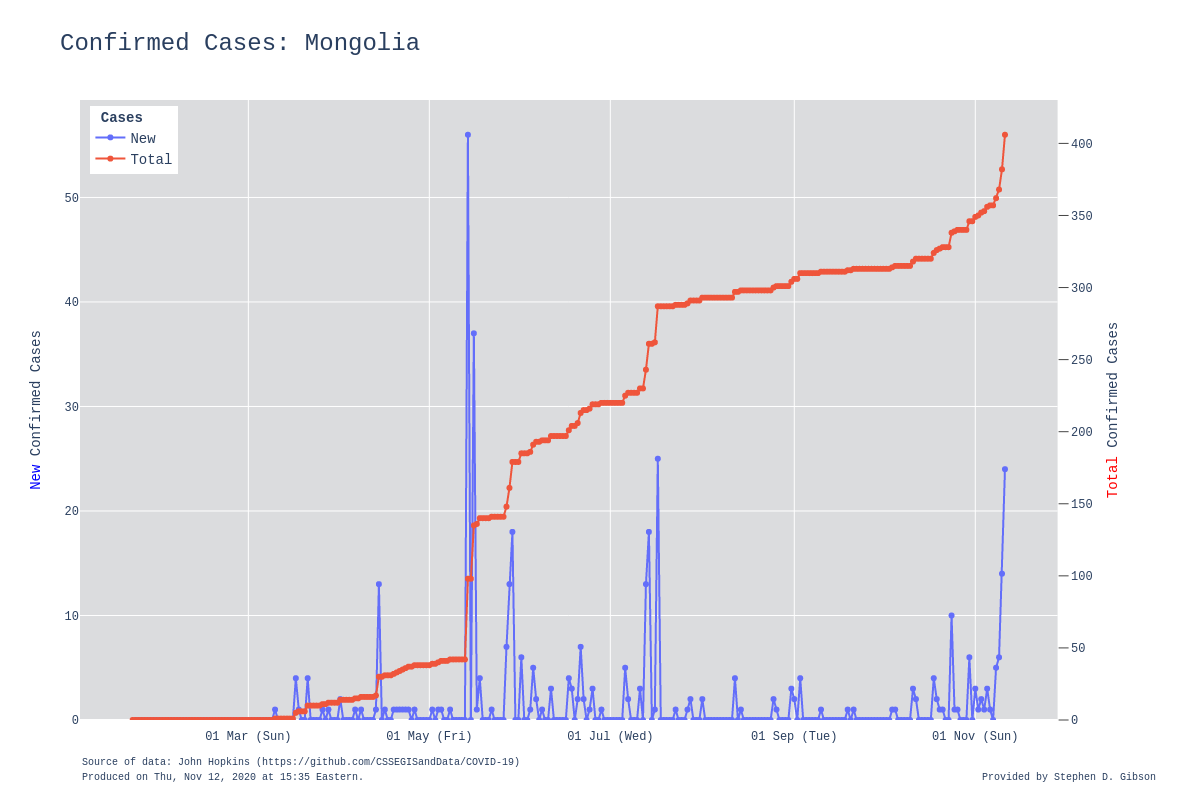 Confirmed Cases: Mongolia
Cases
New
Total
50
40
30
20
10
0
400
350
300
250
200
150
100
50
0
New Confirmed Cases
Total Confirmed Cases
01 Mar (Sun)
01 May (Fri)
01 Jul (Wed)
01 Sep (Tue)
01 Nov (Sun)
Source of data: John Hopkins (https://github.com/CSSEGISandData/COVID-19)
Produced on Thu, Nov 12, 2020 at 15:35 Eastern.
Provided by Stephen D. Gibson